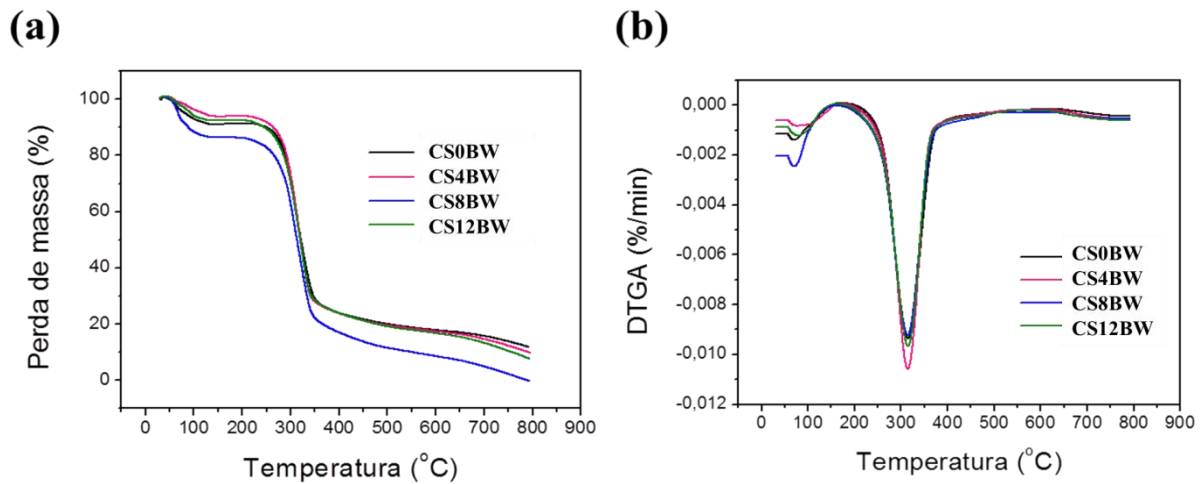 (a)
Perda de massa (%)
100
80
60
40
20
0
CS0BW
CS4BW
CS8BW
CS12BW
0 100 200 300 400 500 600 700 800 900
Temperatura (°C)
(b)
DTGA (%/min)
0,000
-0,002
-0,004
-0,006
-0,008
-0,010
-0,012
CS0BW
CS4BW
CS8BW
CS12BW
0 100 200 300 400 500 600 700 800 900
Temperatura (°C)